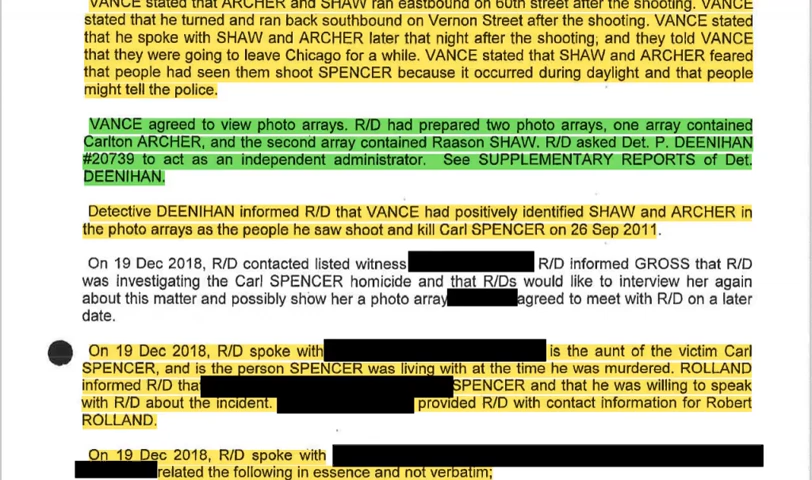 VANCE stated that ARCHER and SHAW ran eastbound on 60th street after the shooting. VANCE
stated that he turned and ran back southbound on Vernon Street after the shooting. VANCE stated
that he spoke with SHAW and ARCHER later that night after the shooting; and they told VANCE
that they were going to leave Chicago for a while. VANCE stated that SHAW and ARCHER feared
that people had seen them shoot SPENCER because it occurred during daylight and that people
might tell the police.
VANCE agreed to view photo arrays. R/D had prepared two photo arrays, one array contained
Carlton ARCHER, and the second array contained Raason SHAW. R/D asked Det. P. DEENIHAN
#20739 to act as an independent administrator. See SUPPLEMENTARY REPORTS of Det.
DEENIHAN.
Detective DEENIHAN informed R/D that VANCE had positively identified SHAW and ARCHER in
the photo arrays as the people he saw shoot and kill Carl SPENCER on 26 Sep 2011.
On 19 Dec 2018, R/D contacted listed witness R/D informed GROSS that R/D
was investigating the Carl SPENCER homicide and that R/Ds would like to interview her again
about this matter and possibly show her a photo array agreed to meet with R/D on a later
date.
On 19 Dec 2018, R/D spoke with is the aunt of the victim Carl
SPENCER, and is the person SPENCER was living with at the time he was murdered. ROLLAND
informed R/D that SPENCER and that he was willing to speak
with R/D about the incident. provided R/D with contact information for Robert
ROLLAND.
On 19 Dec 2018, R/D spoke with
related the following in essence and not verbatim;